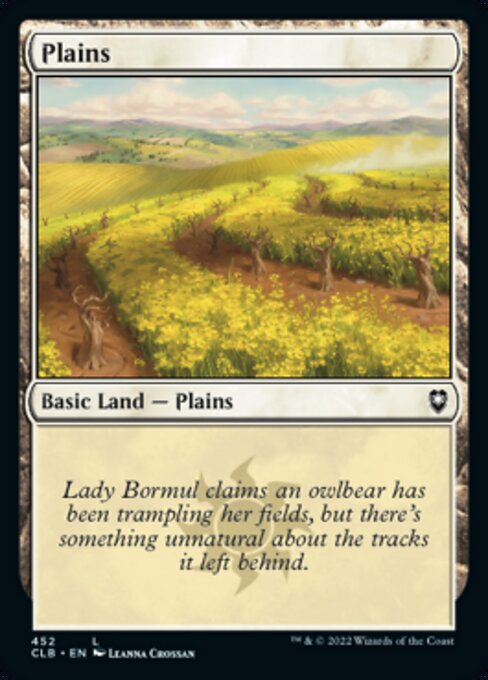 Plains
Basic Land — Plains
Lady Bormul claims an owlbear has
been trampling her fields, but there's
something unnatural about the tracks
it left behind.
452 L
CLB • EN Leanna Crossan
™ & © 2022 Wizards of the Coast